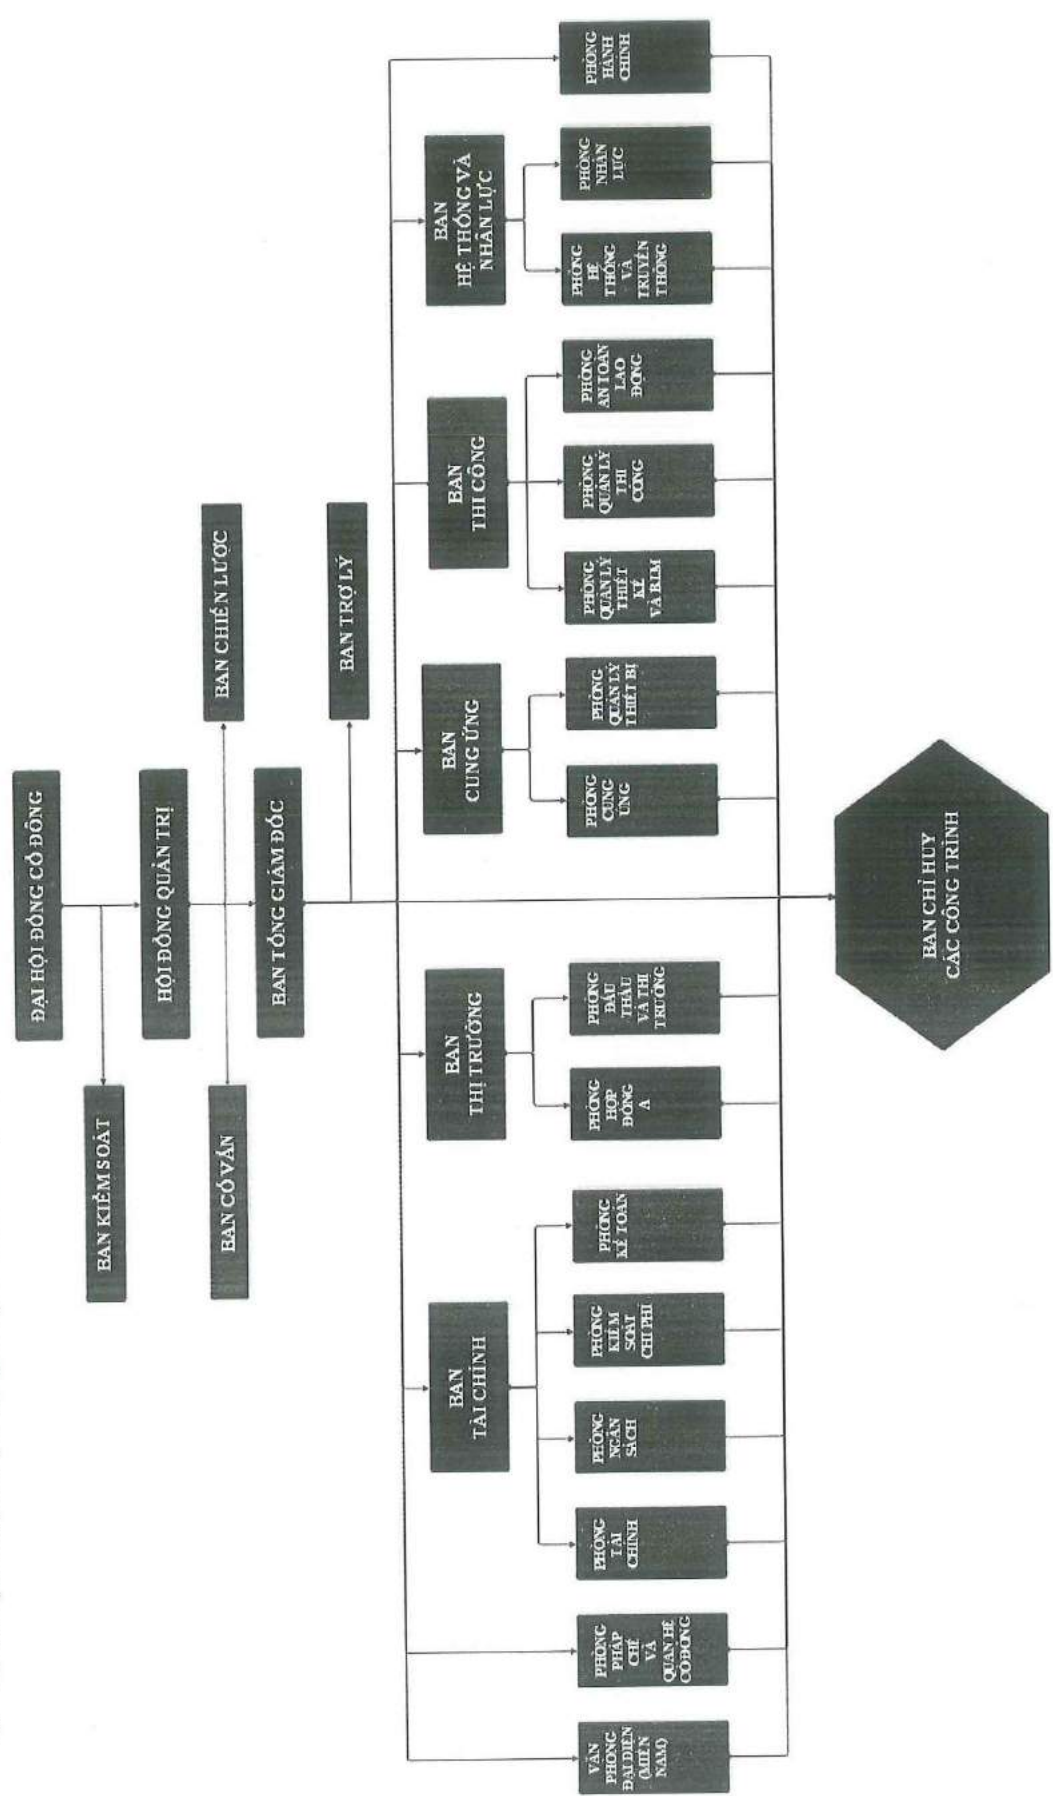 ĐẠI HỘI ĐỒNG CỔ ĐÔNG
BAN KIỂM SOÁT
HỘI ĐỒNG QUẢN TRỊ
BAN CỐ VẤN
BAN CHIẾN LƯỢC
BAN TỔNG GIÁM ĐỐC
BAN TRỢ LÝ
BAN
TÀI CHÍNH
BAN
THỊ TRƯỜNG
BAN
CUNG ỨNG
BAN
THI CÔNG
BAN
HỆ THỐNG VÀ
NHÂN LỰC
VĂN
PHÒNG
ĐẠI DIỆN
(MIỀN
NAM)
PHÒNG
PHÁP
CHẾ
VÀ
QUAN HỆ
CỔ ĐÔNG
PHÒNG
TÀI
CHÍNH
PHÒNG
NGÂN
SÁCH
PHÒNG
KIỂM
SOÁT
CHI PHÍ
PHÒNG
KẾ TOÁN
PHÒNG
HỢP
ĐỒNG
A
PHÒNG
ĐẤU
THẦU
VÀ THỊ
TRƯỜNG
PHÒNG
CUNG
ỨNG
PHÒNG
QUẢN LÝ
THIẾT BỊ
PHÒNG
QUẢN LÝ
THIẾT
KẾ
VÀ B.I.M
PHÒNG
QUẢN LÝ
THI
CÔNG
PHÒNG
AN TOÀN
LAO
ĐỘNG
PHÒNG
HỆ
THỐNG
VÀ
TRUYỀN
THÔNG
PHÒNG
NHÂN
LỰC
PHÒNG
HÀNH
CHÍNH
BAN CHỈ HUY
CÁC CÔNG TRÌNH